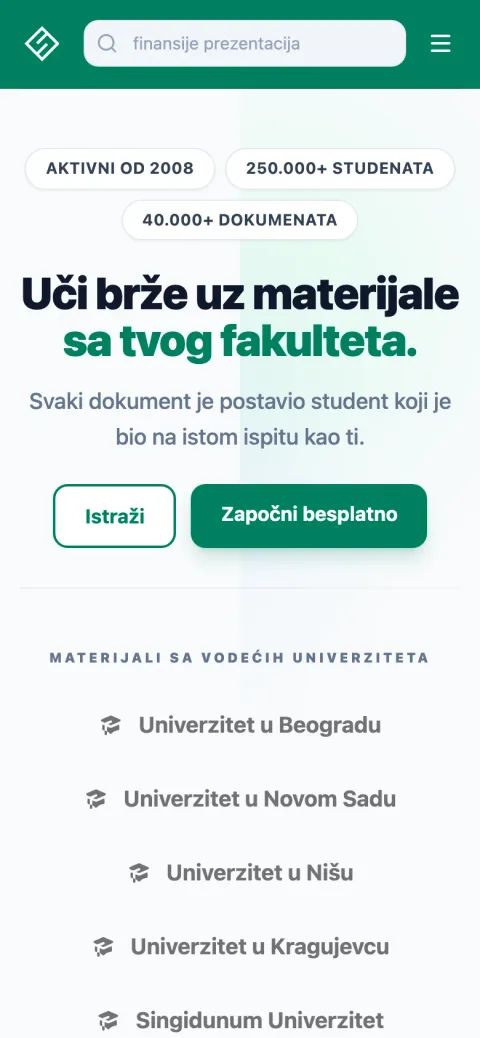 finansije prezentacija
AKTIVNI OD 2008
250.000+ STUDENATA
40.000+ DOKUMENATA
Uči brže uz materijale
sa tvog fakulteta.
Svaki dokument je postavio student koji je
bio na istom ispitu kao ti.
Istraži
Započni besplatno
MATERIJALI SA VODEĆIH UNIVERZITETA
Univerzitet u Beogradu
Univerzitet u Novom Sadu
Univerzitet u Nišu
Univerzitet u Kragujevcu
Singidunum Univerzitet